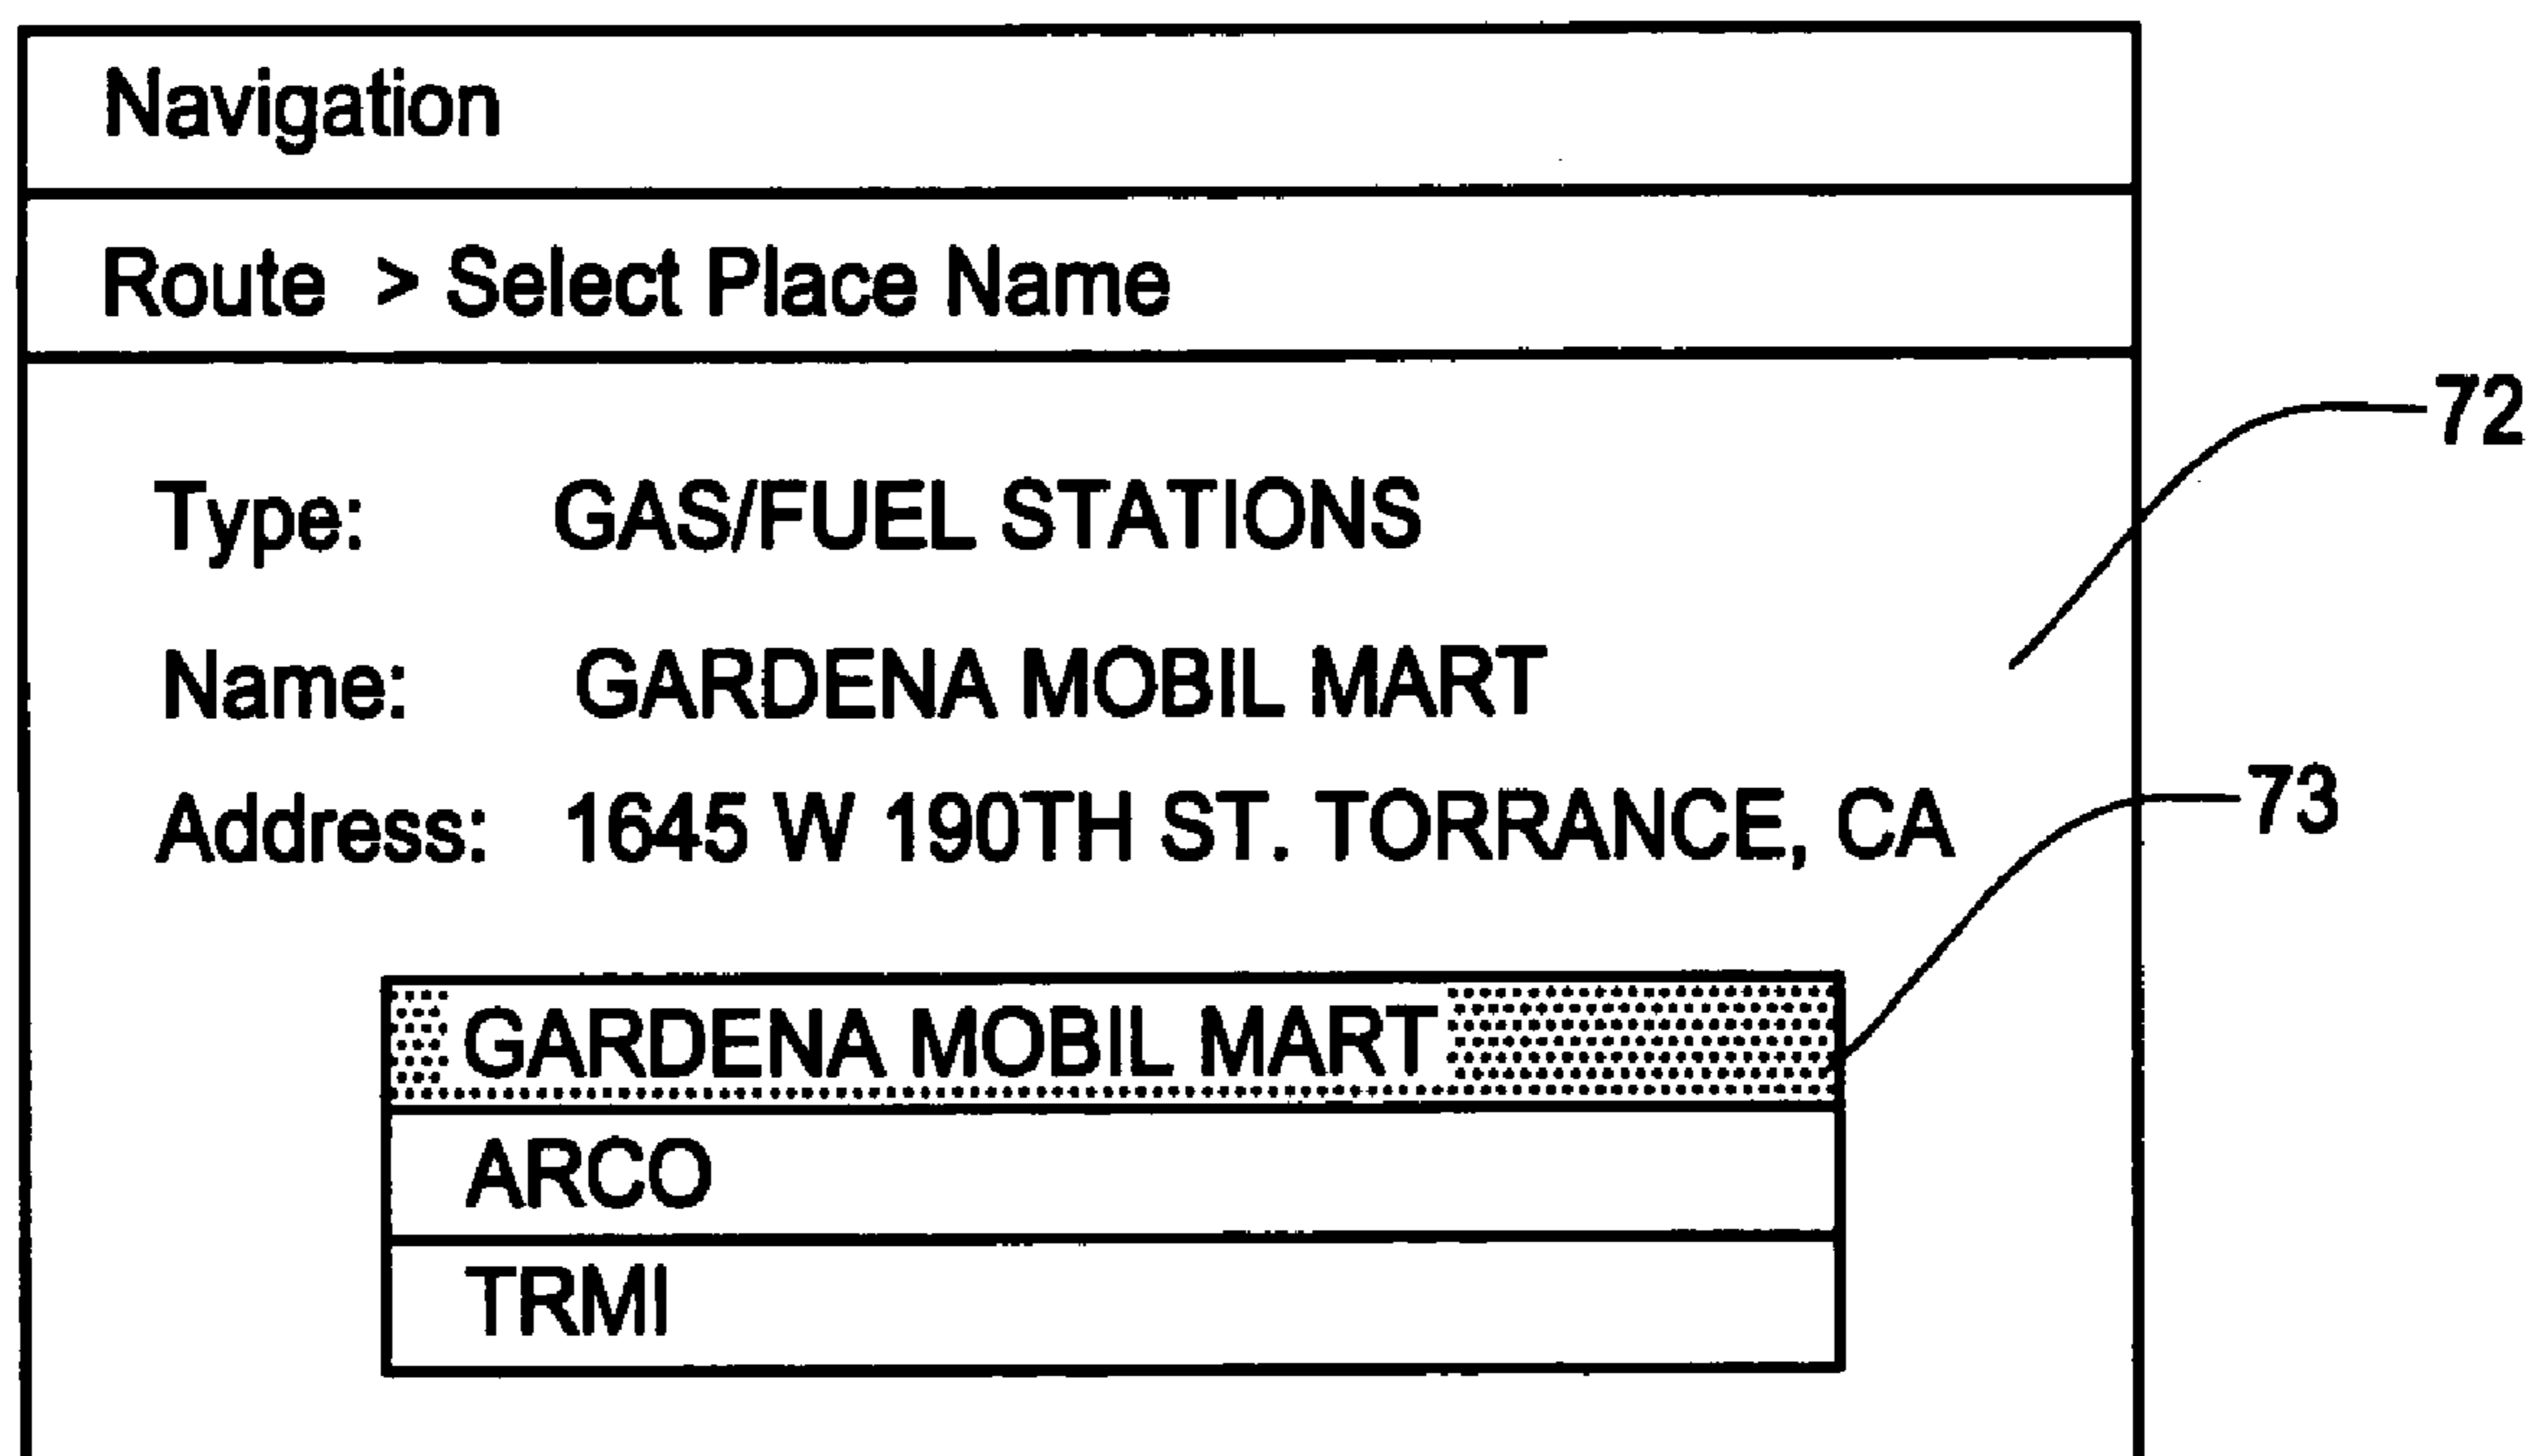 Navigation
Route > Select Place Name
72
Type: GAS/FUEL STATIONS
Name: GARDENA MOBIL MART
73
Address: 1645 W 190TH ST. TORRANCE, CA
GARDENA MOBIL MART
ARCO
TRMI